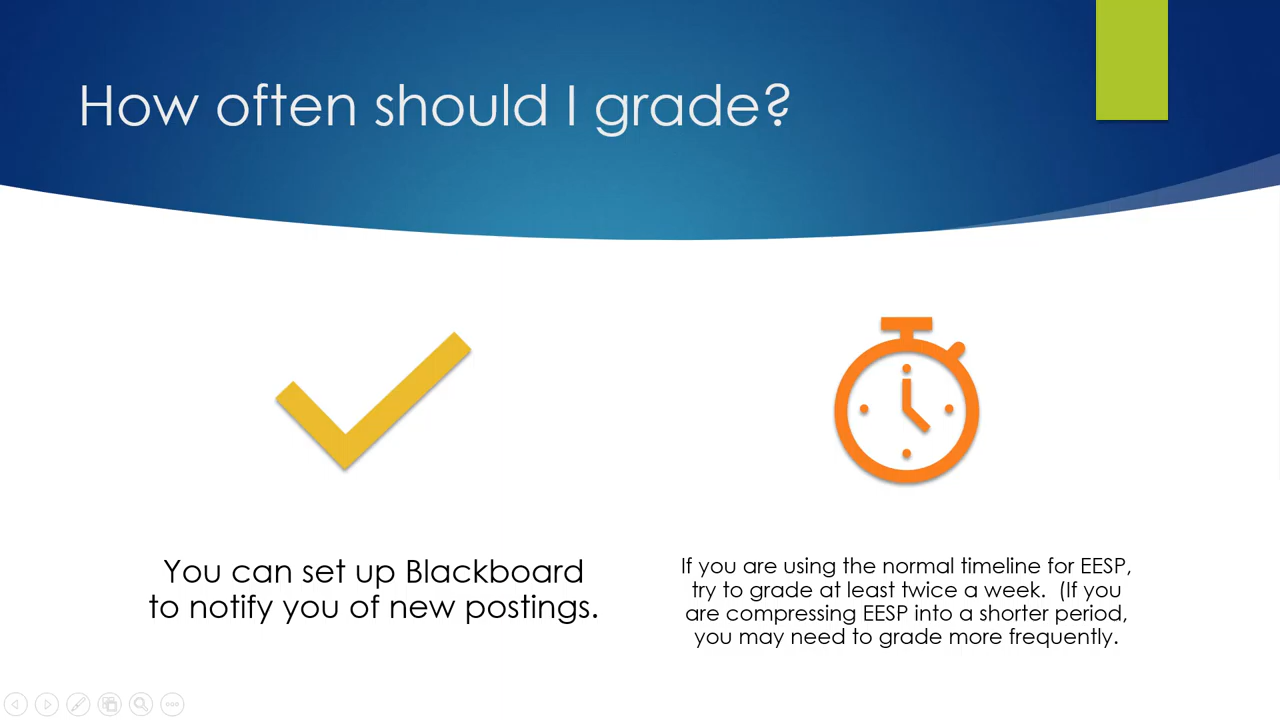 How often should I grade?
You can set up Blackboard
to notify you of new postings.
If you are using the normal timeline for EESP,
try to grade at least twice a week.  (If you
are compressing EESP into a shorter period,
you may need to grade more frequently.